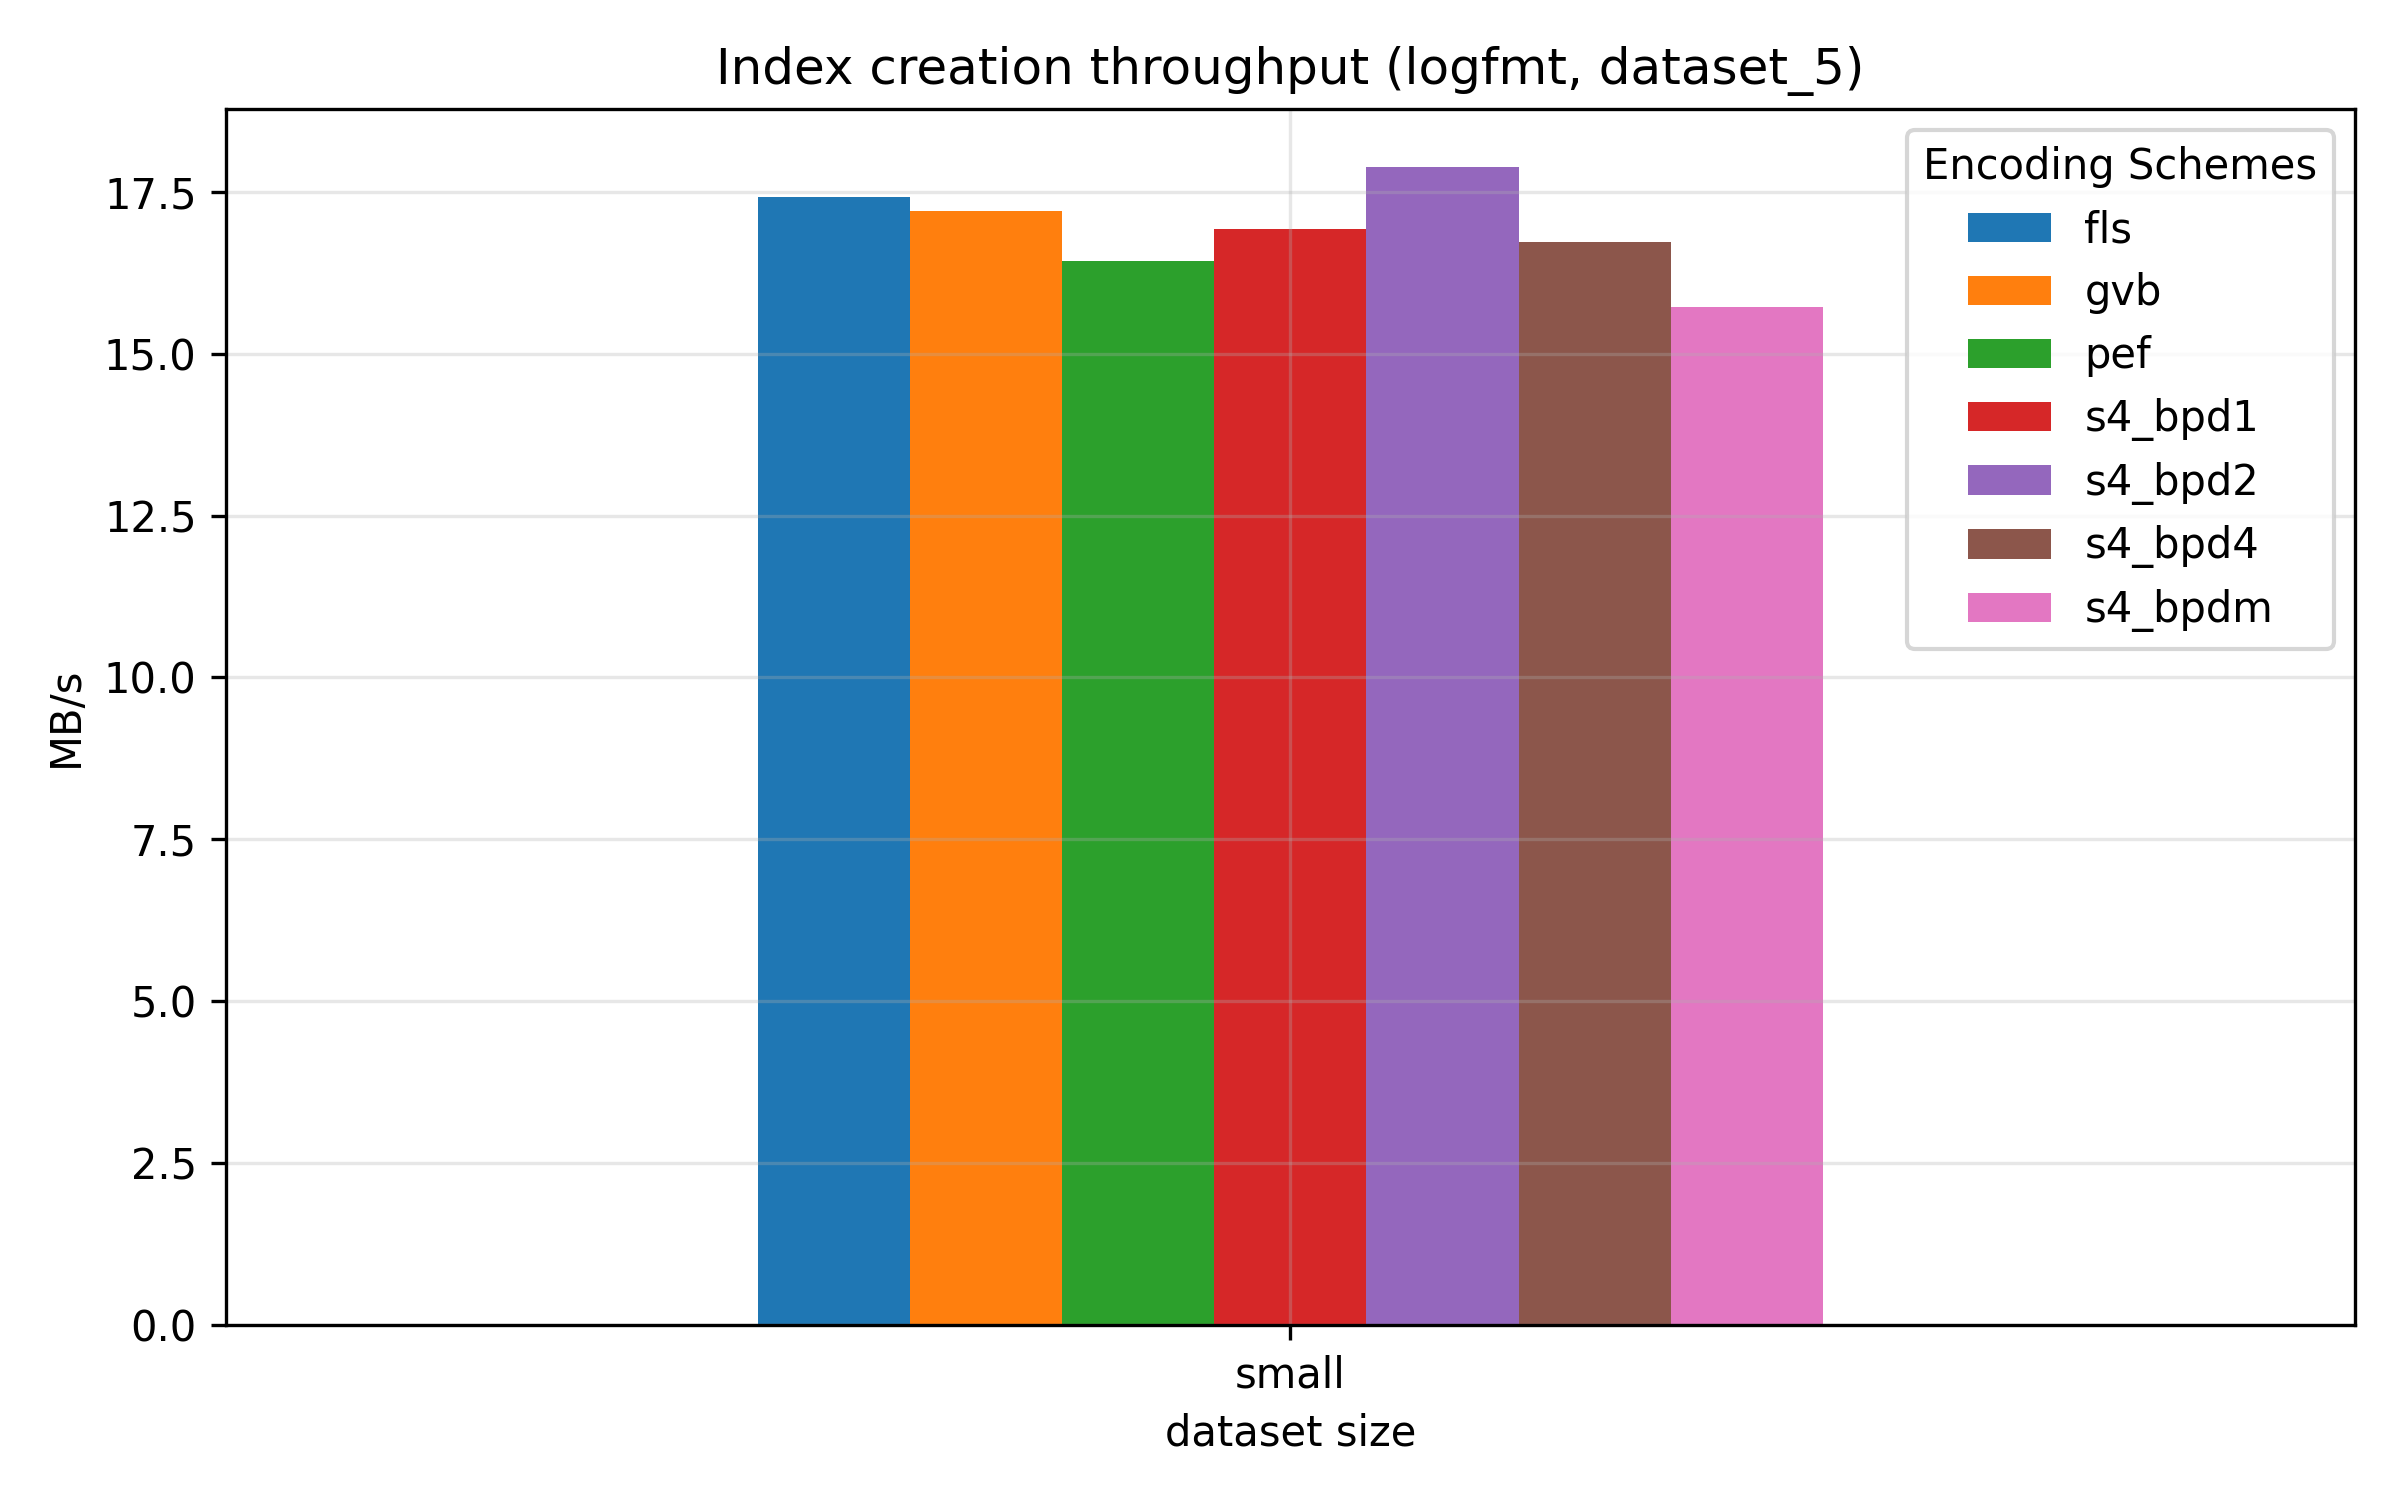 Index creation throughput (logfmt, dataset_5)
Encoding Schemes
fls
gvb
pef
s4_bpd1
s4_bpd2
s4_bpd4
s4_bpdm
MB/s
17.5
15.0
12.5
10.0
7.5
5.0
2.5
0.0
small
dataset size